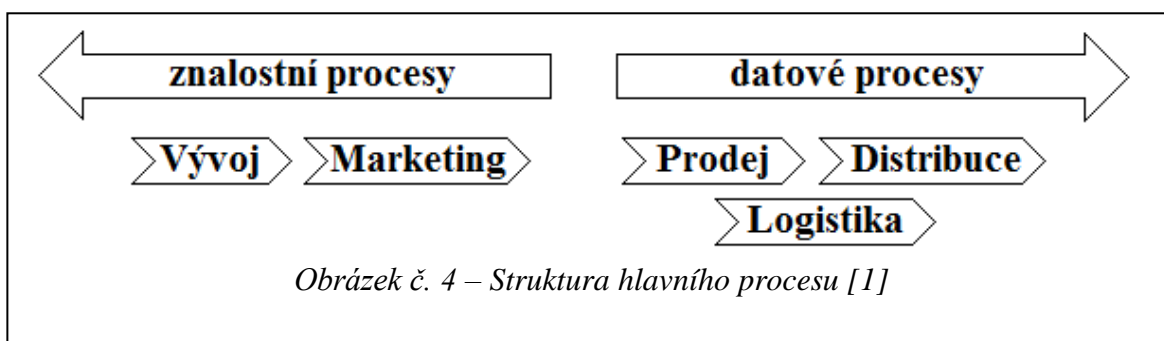 znalostní procesy datové procesy
Vývoj Marketing Prodej Distribuce
Logistika
Obrázek č. 4 – Struktura hlavního procesu [1]